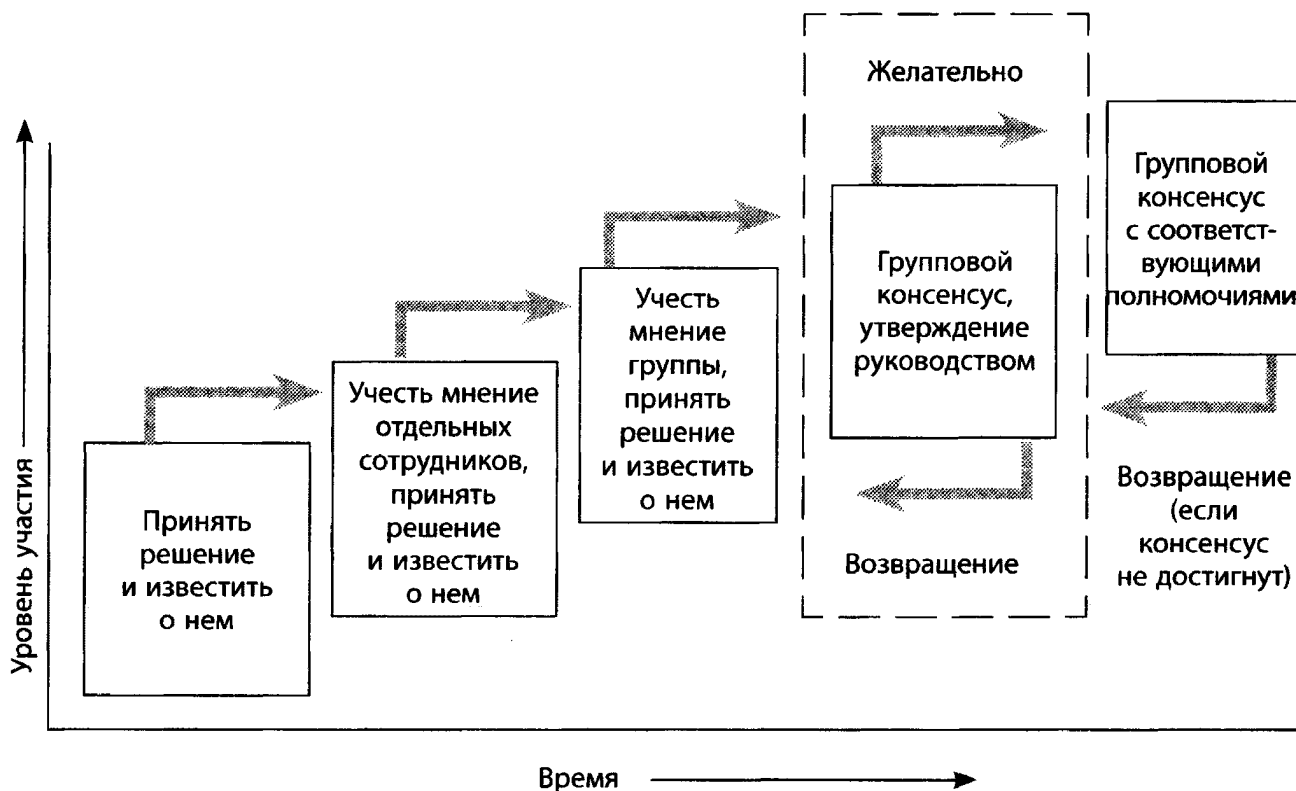 Уровень участия
Принять
решение
и известить
о нем
Учесть мнение
отдельных
сотрудников,
принять
решение
и известить
о нем
Учесть
мнение
группы,
принять
решение
и известить
о нем
Желательно
Групповой
консенсус,
утверждение
руководством
Возвращение
Групповой
консенсус
с соответст-
вующими
полномочиями
Возвращение
(если
консенсус
не достигнут)
Время